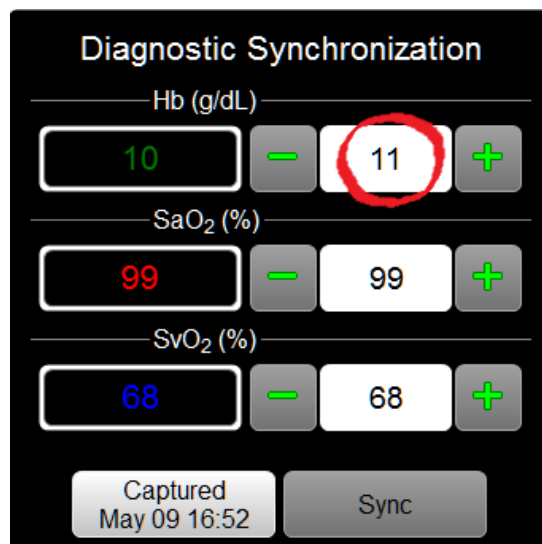 Diagnostic Synchronization
Hb (g/dL)
10 − 11 +
SaO₂ (%)
99 − 99 +
SvO₂ (%)
68 − 68 +
Captured
May 09 16:52
Sync